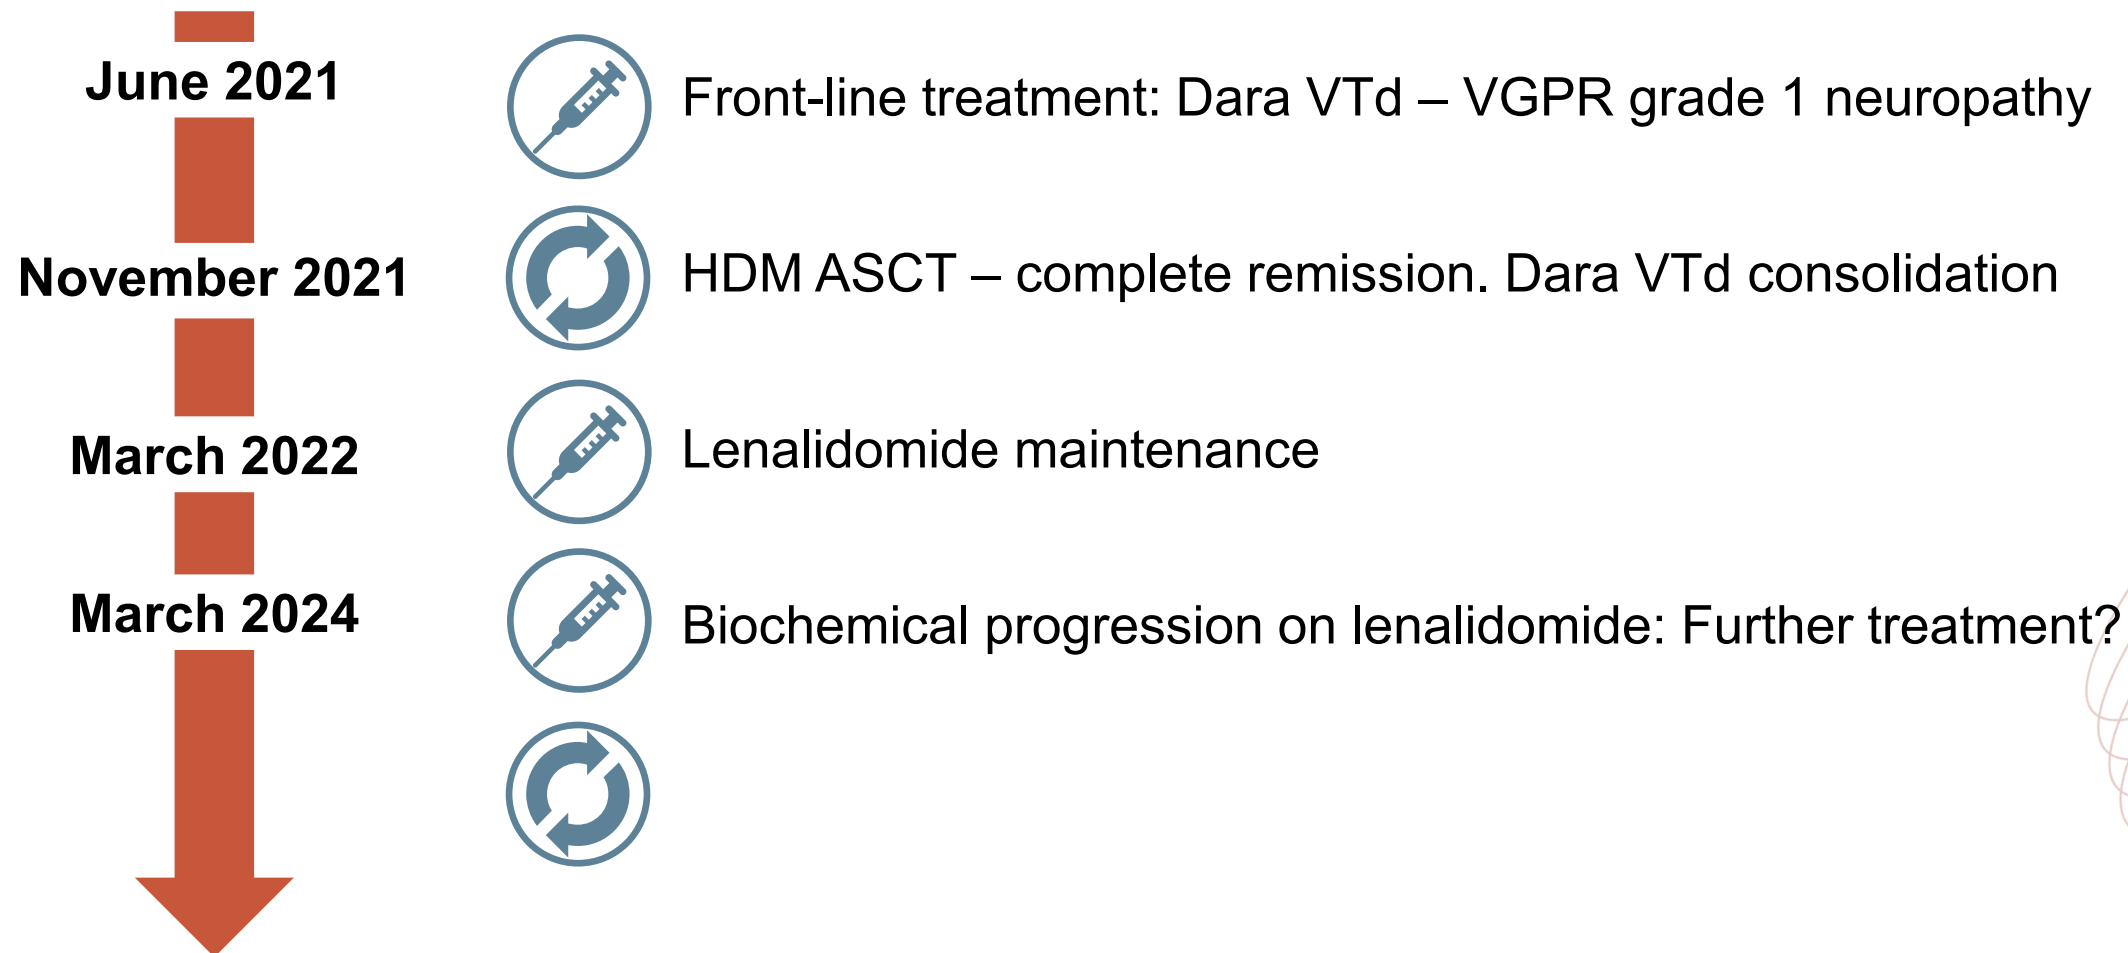 June 2021
Front-line treatment: Dara VTd – VGPR grade 1 neuropathy
November 2021
HDM ASCT – complete remission. Dara VTd consolidation
March 2022
Lenalidomide maintenance
March 2024
Biochemical progression on lenalidomide: Further treatment?